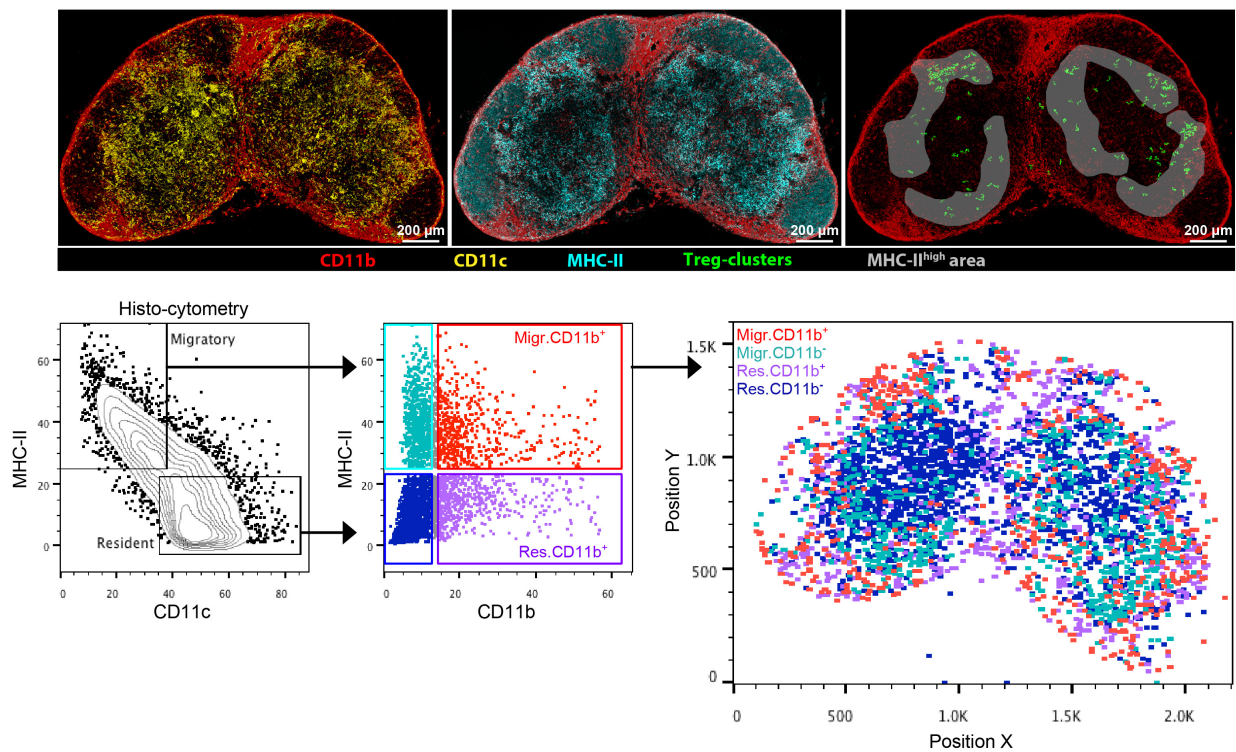 200 µm
200 µm
200 µm
CD11b CD11c MHC-II Treg-clusters MHC-IIhigh area
Histo-cytometry
Migratory
Resident
MHC-II
60
40
20
0
0 20 40 60 80
CD11c
Migr.CD11b+
Res.CD11b+
MHC-II
60
40
20
0
0 20 40 60
CD11b
Migr.CD11b+
Migr.CD11b-
Res.CD11b+
Res.CD11b-
Position Y
1.5K
1.0K
500
0
0 500 1.0K 1.5K 2.0K
Position X